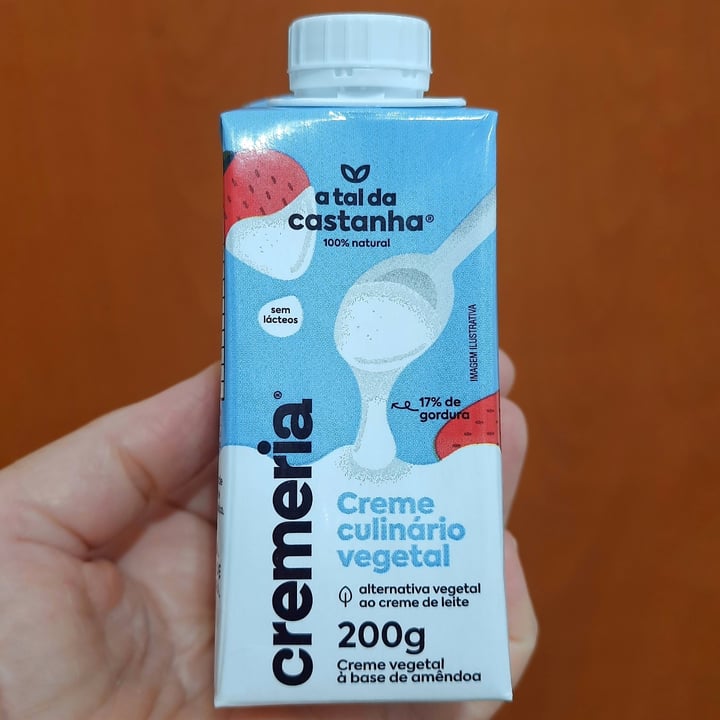 a tal da
castanha®
100% natural
sem
lácteos
IMAGEM ILUSTRATIVA
17% de
gordura
cremeria®
Creme
culinário
vegetal
alternativa vegetal
ao creme de leite
200g
Creme vegetal
à base de amêndoa